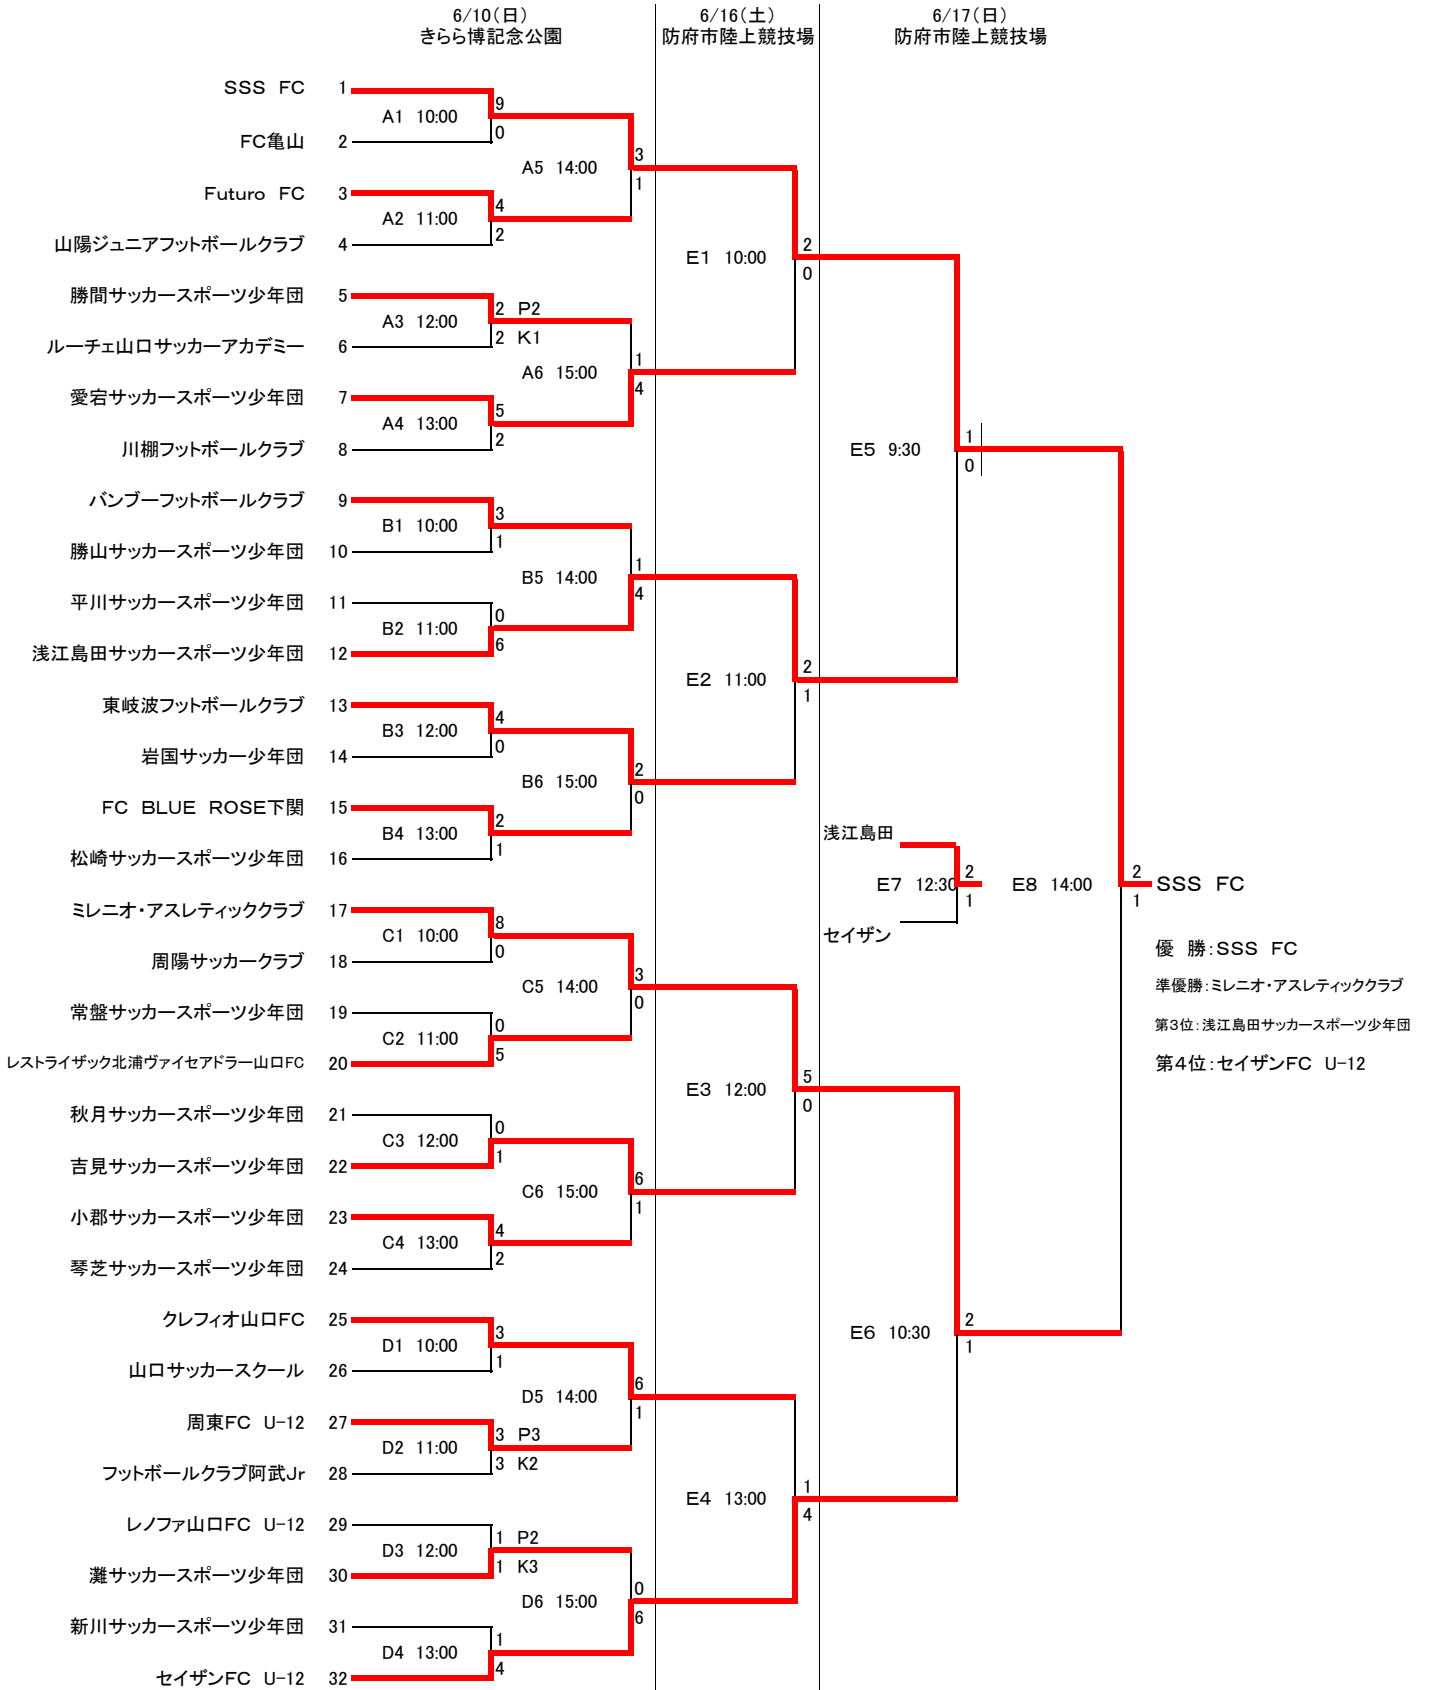 6/10(日)
きらら博記念公園
6/16(土)
防府市陸上競技場
6/17(日)
防府市陸上競技場
SSS FC 1
A1 10:00
9
0
FC亀山 2
A5 14:00
3
1
Futuro FC 3
A2 11:00
4
2
山陽ジュニアフットボールクラブ 4
E1 10:00
2
0
勝間サッカースポーツ少年団 5
A3 12:00
2 P2
2 K1
ルーチェ山口サッカーアカデミー 6
A6 15:00
1
4
愛宕サッカースポーツ少年団 7
A4 13:00
5
2
川棚フットボールクラブ 8
E5 9:30
1
0
バンブーフットボールクラブ 9
B1 10:00
3
1
勝山サッカースポーツ少年団 10
B5 14:00
1
4
平川サッカースポーツ少年団 11
B2 11:00
0
6
浅江島田サッカースポーツ少年団 12
E2 11:00
2
1
東岐波フットボールクラブ 13
B3 12:00
4
0
岩国サッカー少年団 14
B6 15:00
2
0
FC BLUE ROSE下関 15
B4 13:00
2
1
松崎サッカースポーツ少年団 16
浅江島田
E7 12:30
2
1
セイザン
E8 14:00
2
1
SSS FC
優 勝:SSS FC
準優勝:ミレニオ・アスレティッククラブ
第3位:浅江島田サッカースポーツ少年団
第4位:セイザンFC U-12
ミレニオ・アスレティッククラブ 17
C1 10:00
8
0
周陽サッカークラブ 18
C5 14:00
3
0
常盤サッカースポーツ少年団 19
C2 11:00
0
5
レストライザック北浦ヴァイセアドラー山口FC 20
E3 12:00
5
0
秋月サッカースポーツ少年団 21
C3 12:00
0
1
吉見サッカースポーツ少年団 22
C6 15:00
6
1
小郡サッカースポーツ少年団 23
C4 13:00
4
2
琴芝サッカースポーツ少年団 24
クレフィオ山口FC 25
D1 10:00
3
1
E6 10:30
2
1
山口サッカースクール 26
D5 14:00
6
1
周東FC U-12 27
D2 11:00
3 P3
3 K2
フットボールクラブ阿武Jr 28
E4 13:00
1
4
レノファ山口FC U-12 29
D3 12:00
1 P2
1 K3
灘サッカースポーツ少年団 30
D6 15:00
0
6
新川サッカースポーツ少年団 31
D4 13:00
1
4
セイザンFC U-12 32